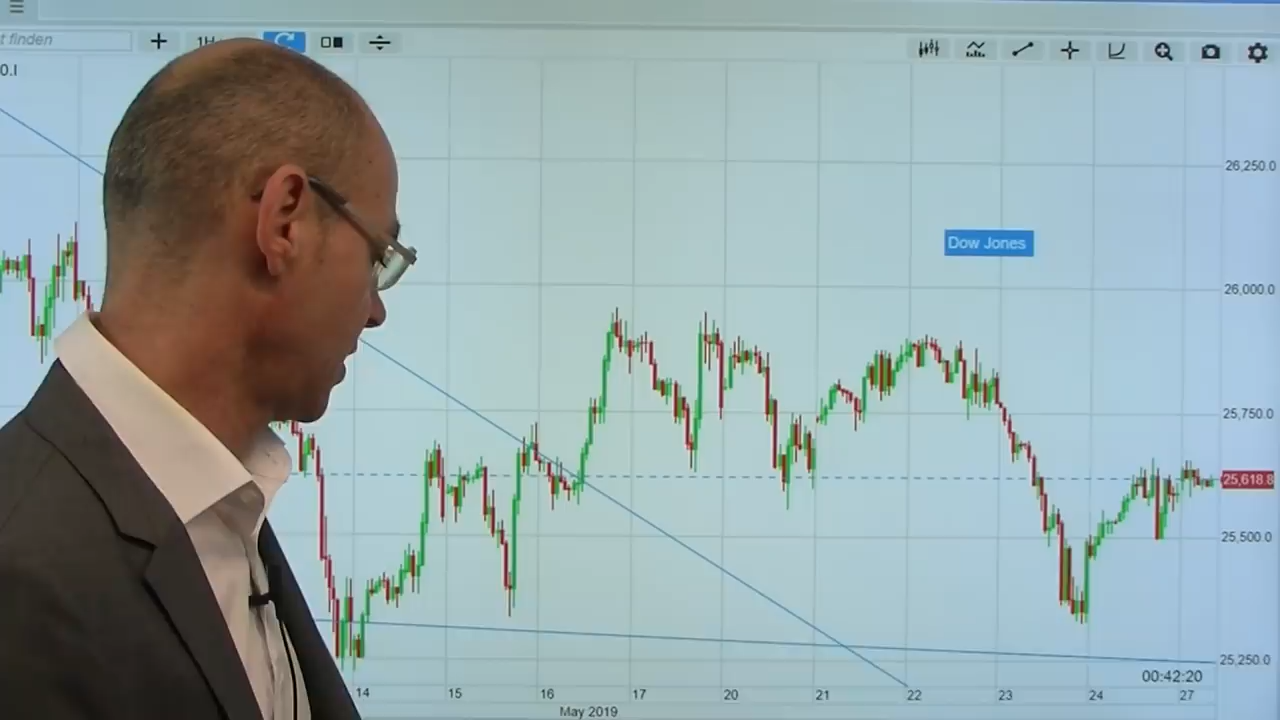 t finden
1H
0.I
26,250.0
Dow Jones
26,000.0
25,750.0
25,618.8
25,500.0
25,250.0
00:42:20
14 15 16 17 20 21 22 23 24 27
May 2019